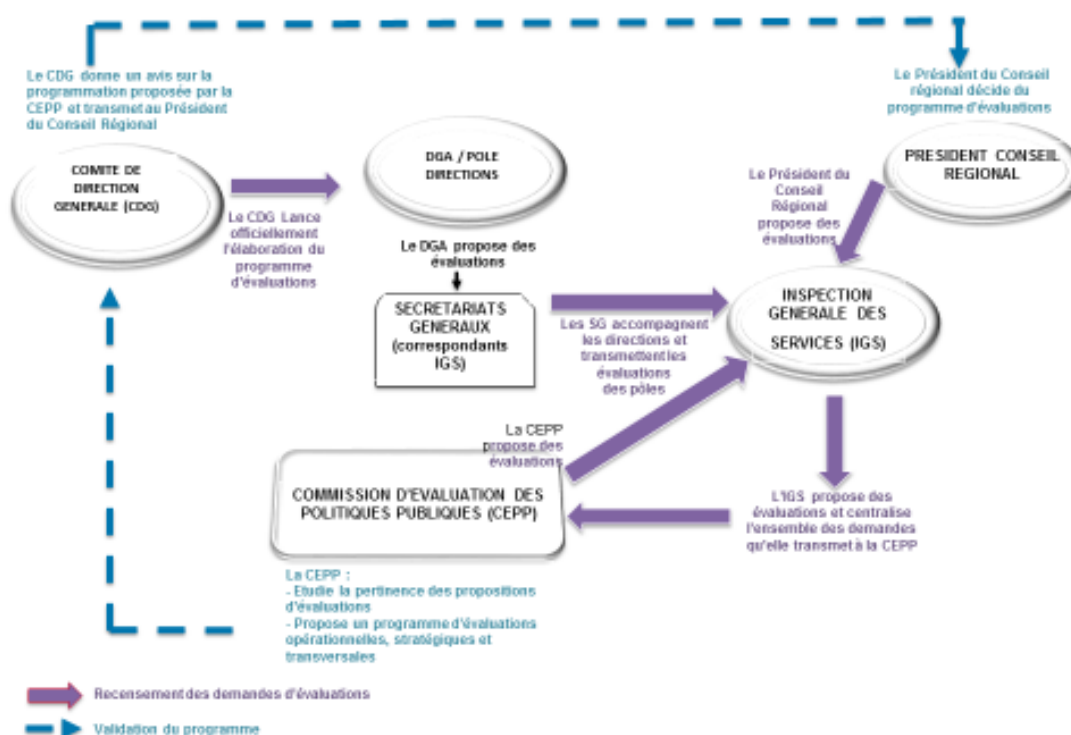 Le CDG donne un avis sur la
programmation proposée par la
CEPP et transmet au Président
du Conseil Régional
Le Président du Conseil
régional décide du
programme d'évaluations
COMITE DE
DIRECTION
GENERALE (CDG)
DGA / POLE
DIRECTIONS
PRESIDENT CONSEIL
REGIONAL
Le CDG Lance
officiellement
l'élaboration du
programme
d'évaluations
Le Président du
Conseil
Régional
propose des
évaluations
Le DGA propose des
évaluations
SECRETARIATS
GENERAUX
(correspondants
IGS)
Les SG accompagnent
les directions et
transmettent les
évaluations
des pôles
INSPECTION
GENERALE DES
SERVICES (IGS)
La CEPP
propose des
évaluations
COMMISSION D'EVALUATION DES
POLITIQUES PUBLIQUES (CEPP)
L'IGS propose des
évaluations et centralise
l'ensemble des demandes
qu'elle transmet à la CEPP
La CEPP :
- Etudie la pertinence des propositions
d'évaluations
- Propose un programme d'évaluations
opérationnelles, stratégiques et
transversales
Recensement des demandes d'évaluations
Validation du programme